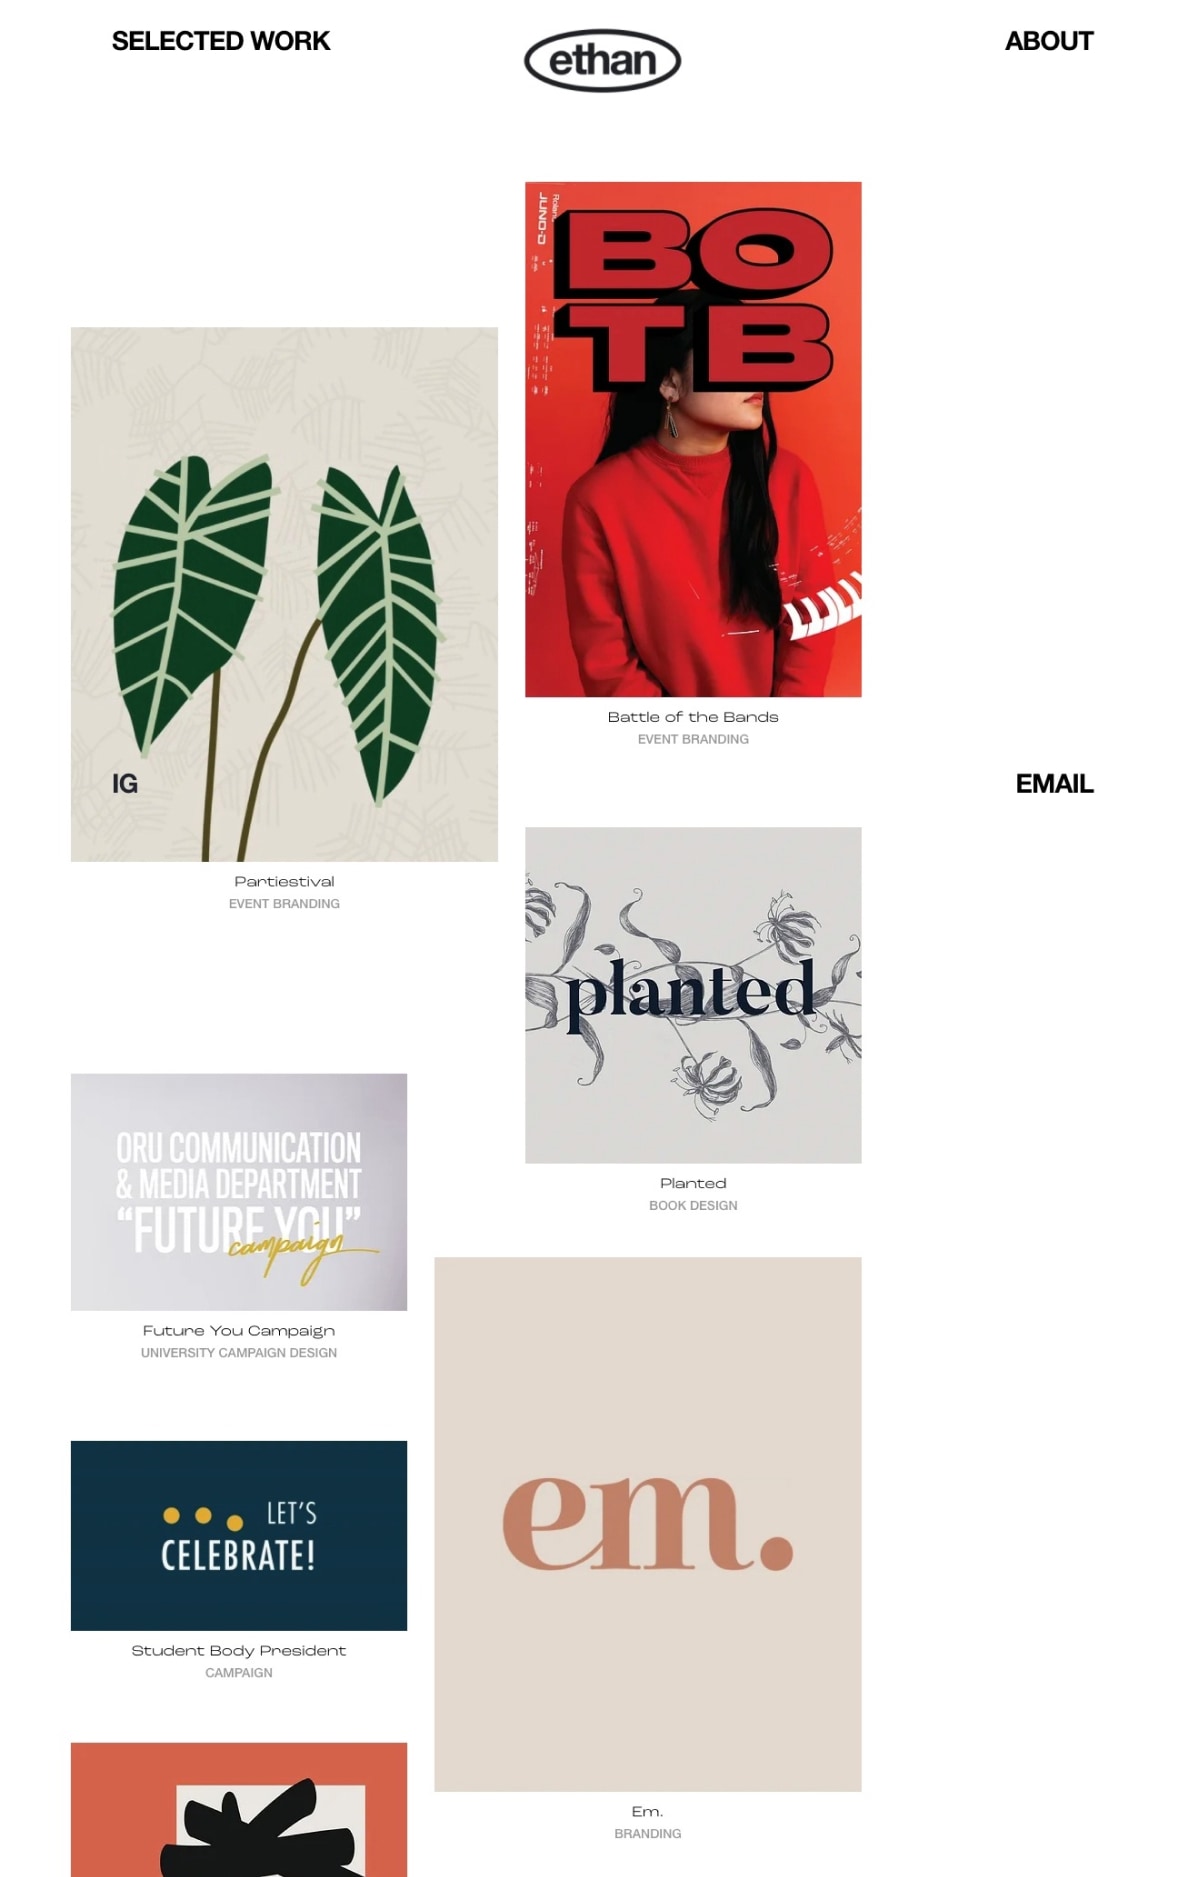 SELECTED WORK
ethan
ABOUT
BO
TB
Battle of the Bands
EVENT BRANDING
IG
EMAIL
Partiestival
EVENT BRANDING
planted
Planted
BOOK DESIGN
ORU COMMUNICATION
& MEDIA DEPARTMENT
“FUTURE YOU”
campaign
Future You Campaign
UNIVERSITY CAMPAIGN DESIGN
em.
LET’S
CELEBRATE!
Student Body President
CAMPAIGN
Em.
BRANDING